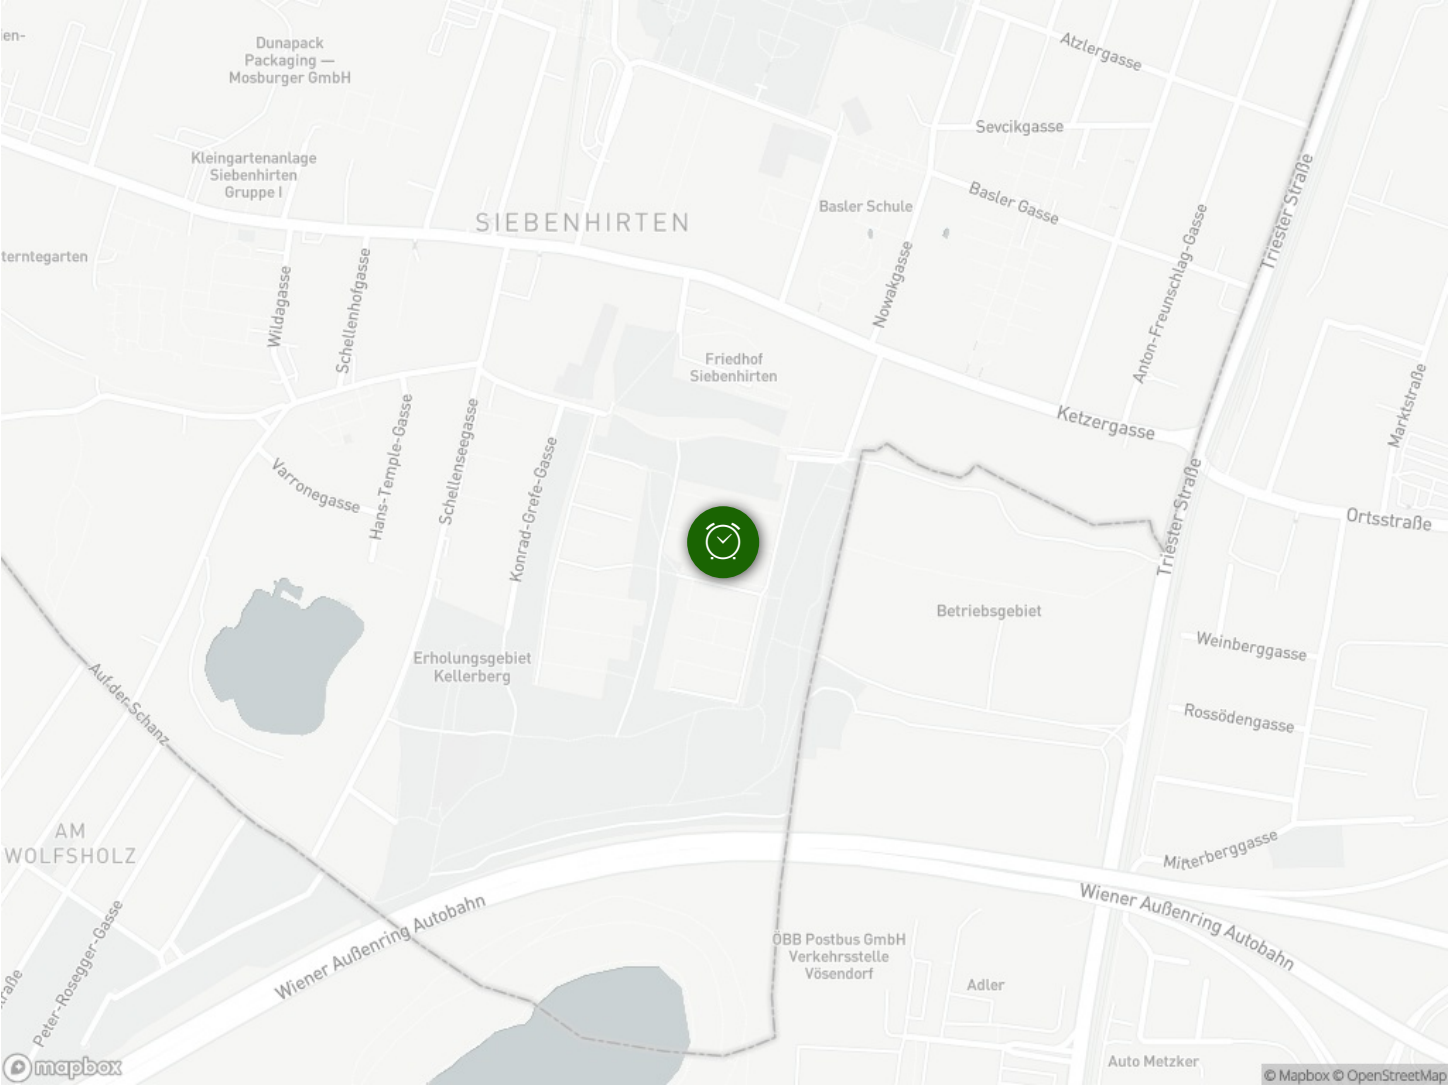 Dunapack
Packaging —
Mosburger GmbH
Atzlergasse
Sevcikgasse
Kleingartenanlage
Siebenhirten
Gruppe I
Basler Schule
Basler Gasse
SIEBENHIRTEN
Triester Straße
Anton-Freunschlag-Gasse
Nowakgasse
Wildagasse
Schellenhofgasse
Friedhof
Siebenhirten
Marktstraße
Ketzergasse
Hans-Temple-Gasse
Schellenseegasse
Konrad-Grefe-Gasse
Varronegasse
Triester Straße
Ortsstraße
Betriebsgebiet
Weinberggasse
Erholungsgebiet
Kellerberg
Auf der Schanz
Rossödengasse
AM
WOLFSHOLZ
Mitterberggasse
Wiener Außenring Autobahn
Wiener Außenring Autobahn
Peter-Rosegger-Gasse
ÖBB Postbus GmbH
Verkehrsstelle
Vösendorf
Adler
Auto Metzker
mapbox
© Mapbox © OpenStreetMap